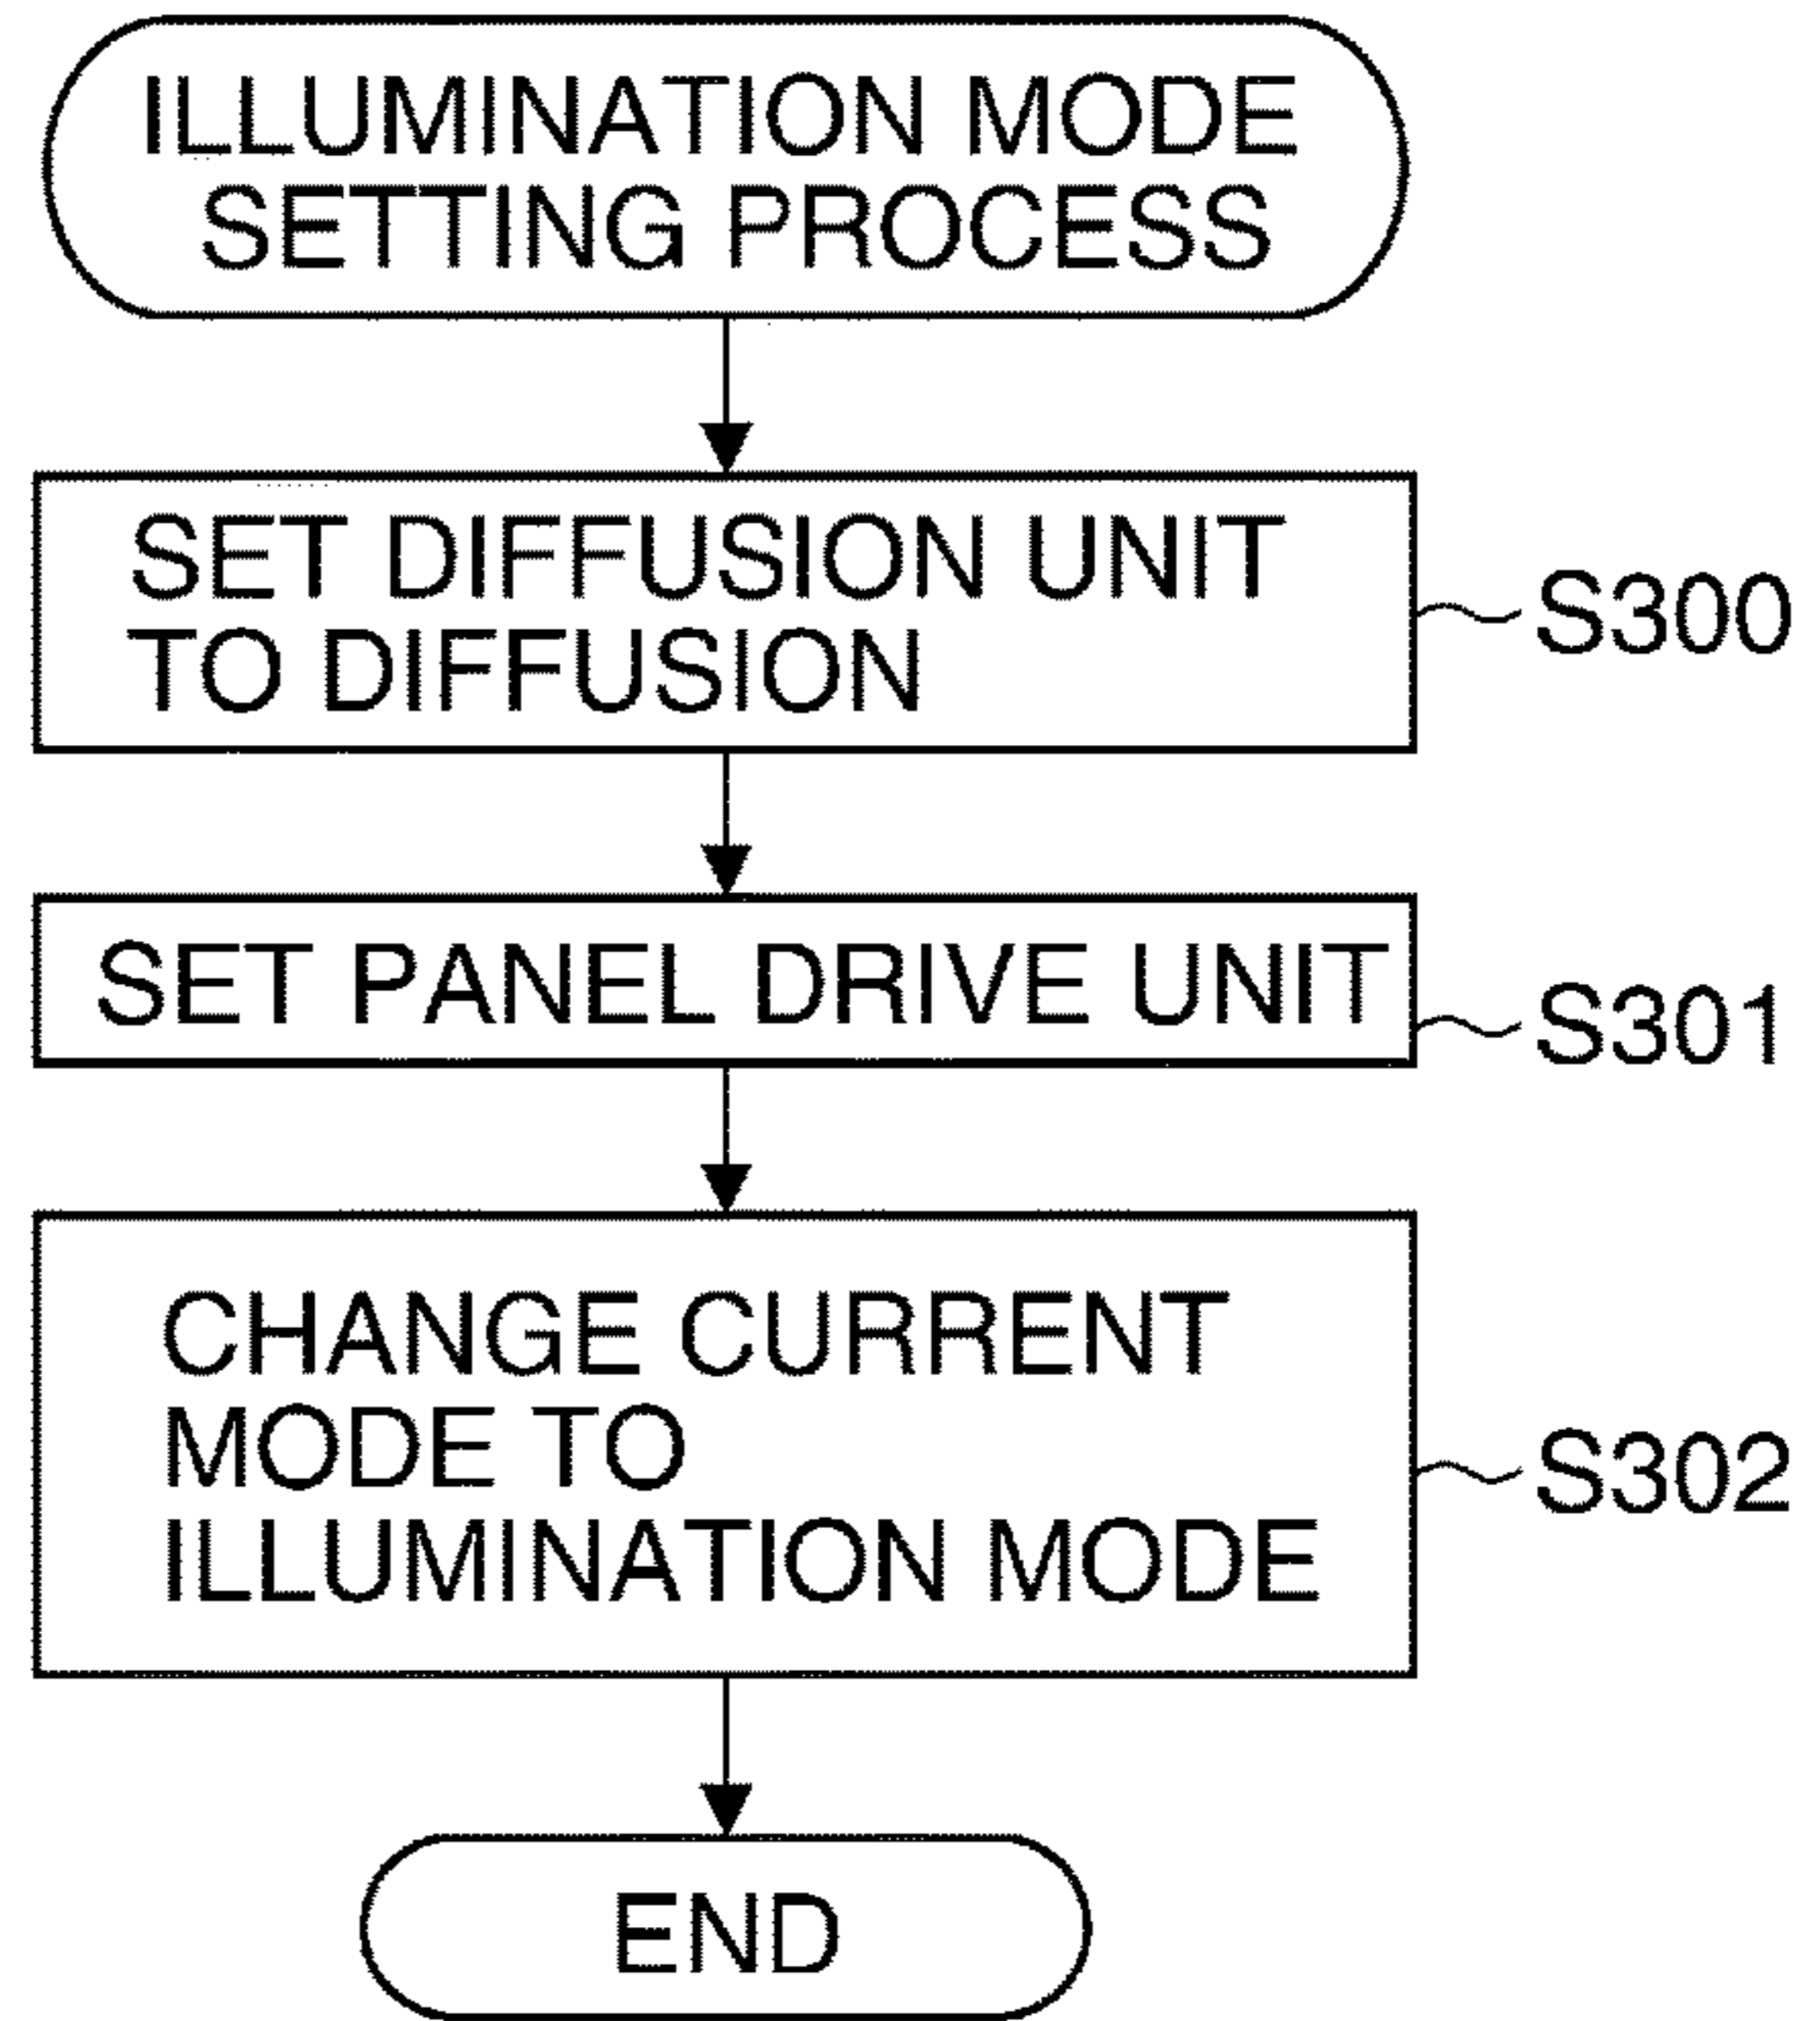 ILLUMINATION MODE
SETTING PROCESS
SET DIFFUSION UNIT
TO DIFFUSION
S300
SET PANEL DRIVE UNIT
S301
CHANGE CURRENT
MODE TO
ILLUMINATION MODE
S302
END